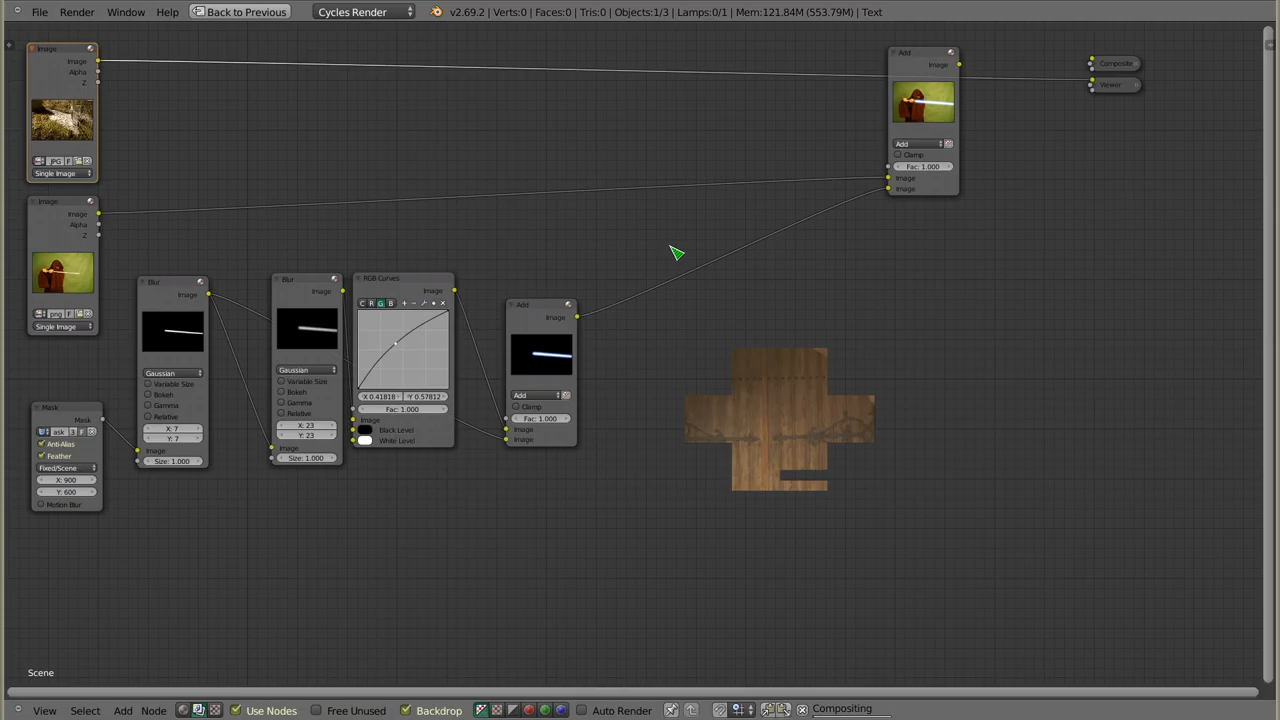 File Render Window Help Back to Previous Cycles Render v2.69.2 | Verts:0 | Faces:0 | Tris:0 | Objects:1/3 | Lamps:0/1 | Mem:121.84M (553.79M) | Text
Image
Image
Alpha
Z
JPG F
Single Image
Image
Image
Alpha
Z
png F
Single Image
Mask
Mask
ask 3 F
Anti-Alias
Feather
Fixed/Scene
X: 900
Y: 600
Motion Blur
Blur
Image
Gaussian
Variable Size
Bokeh
Gamma
Relative
X: 7
Y: 7
Image
Size: 1.000
Blur
Image
Gaussian
Variable Size
Bokeh
Gamma
Relative
X: 23
Y: 23
Image
Size: 1.000
RGB Curves
Image
C R G B
X 0.41818 Y 0.57812
Fac: 1.000
Image
Black Level
White Level
Add
Image
Add
Clamp
Fac: 1.000
Image
Image
Add
Image
Add
Clamp
Fac: 1.000
Image
Image
Composite
Viewer
Scene
View Select Add Node Use Nodes Free Unused Backdrop Auto Render Compositing